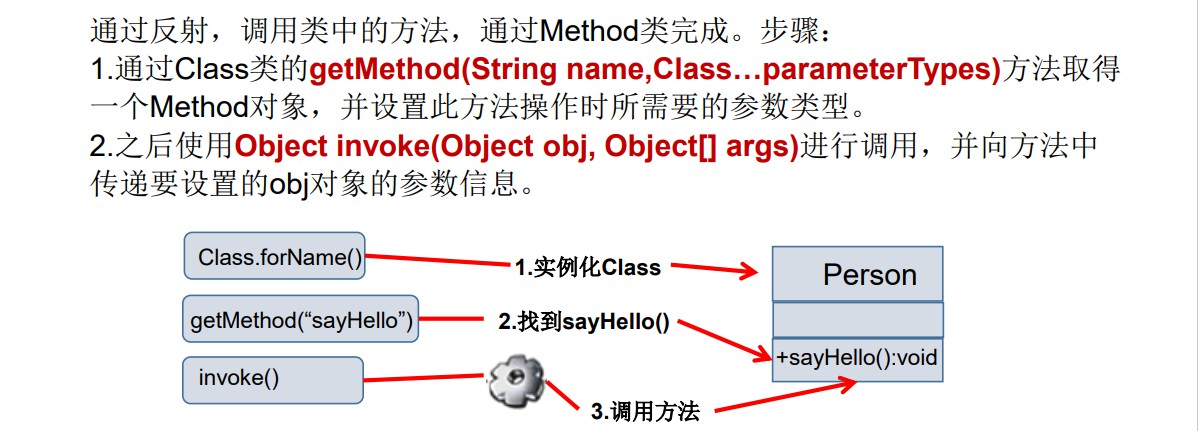 通过反射，调用类中的方法，通过Method类完成。步骤：
1.通过Class类的getMethod(String name,Class…parameterTypes)方法取得
一个Method对象，并设置此方法操作时所需要的参数类型。
2.之后使用Object invoke(Object obj, Object[] args)进行调用，并向方法中
传递要设置的obj对象的参数信息。
Class.forName()
1.实例化Class
Person
getMethod(“sayHello”)
2.找到sayHello()
+sayHello():void
invoke()
3.调用方法